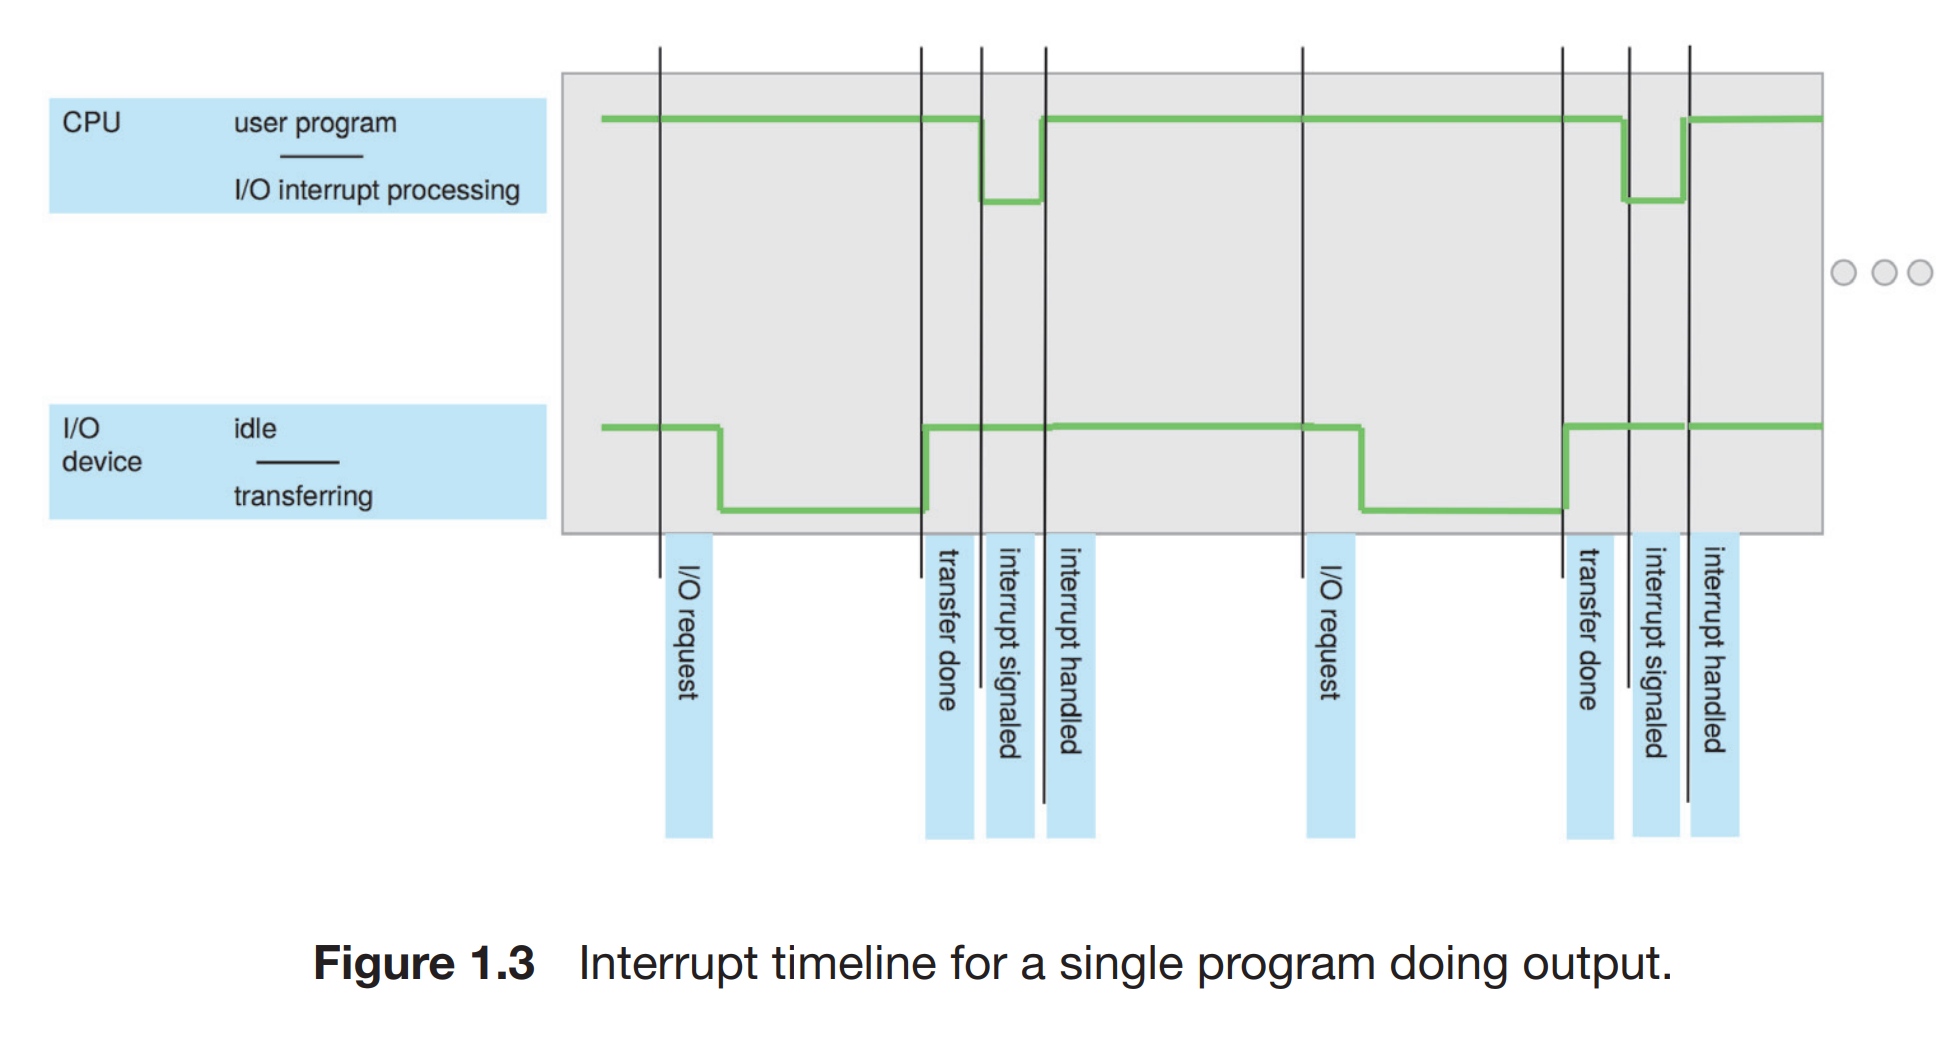 CPU
user program
I/O interrupt processing
I/O
device
idle
transferring
I/O request
transfer done
interrupt signaled
interrupt handled
I/O request
transfer done
interrupt signaled
interrupt handled
Figure 1.3 Interrupt timeline for a single program doing output.